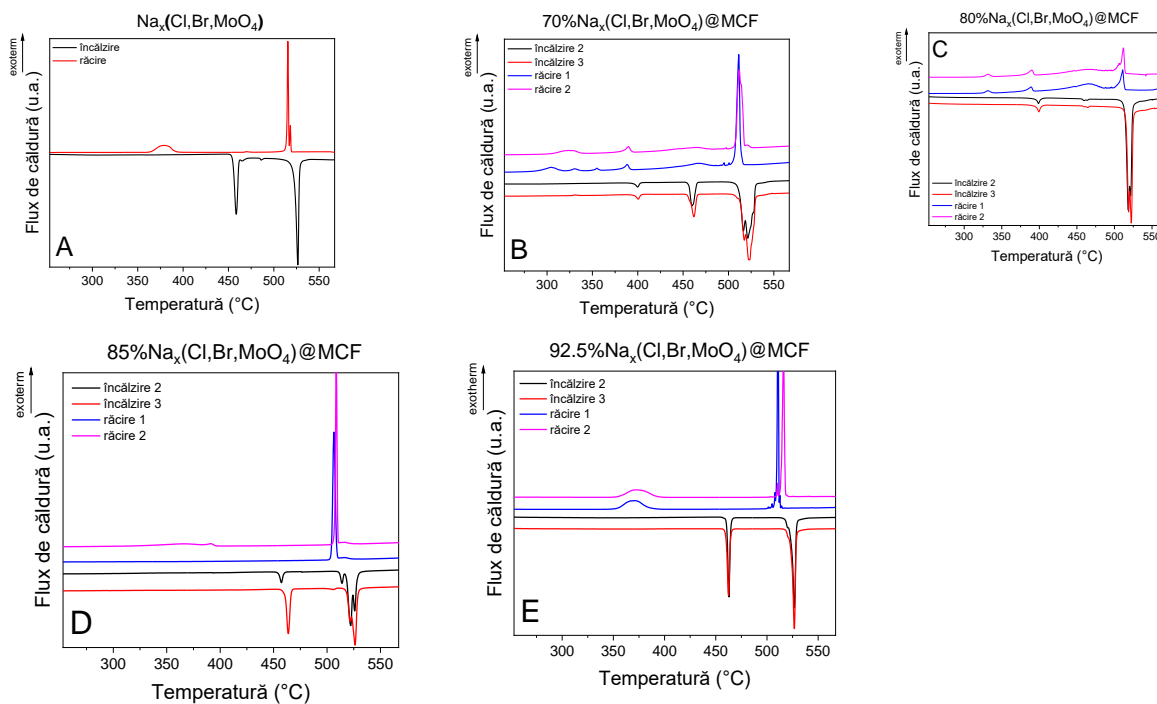 Naₓ(Cl,Br,MoO₄)
exoterm
Flux de căldură (u.a.)
încălzire
răcire
A
300 350 400 450 500 550
Temperatură (°C)
70%Naₓ(Cl,Br,MoO₄)@MCF
exoterm
Flux de căldură (u.a.)
încălzire 2
încălzire 3
răcire 1
răcire 2
B
300 350 400 450 500 550
Temperatură (°C)
80%Naₓ(Cl,Br,MoO₄)@MCF
exoterm
Flux de căldură (u.a.)
C
încălzire 2
încălzire 3
răcire 1
răcire 2
300 350 400 450 500 550
Temperatură (°C)
85%Naₓ(Cl,Br,MoO₄)@MCF
exoterm
Flux de căldură (u.a.)
încălzire 2
încălzire 3
răcire 1
răcire 2
D
300 350 400 450 500 550
Temperatură (°C)
92.5%Naₓ(Cl,Br,MoO₄)@MCF
exotherm
Flux de căldură (u.a.)
încălzire 2
încălzire 3
răcire 1
răcire 2
E
300 350 400 450 500 550
Temperatură (°C)